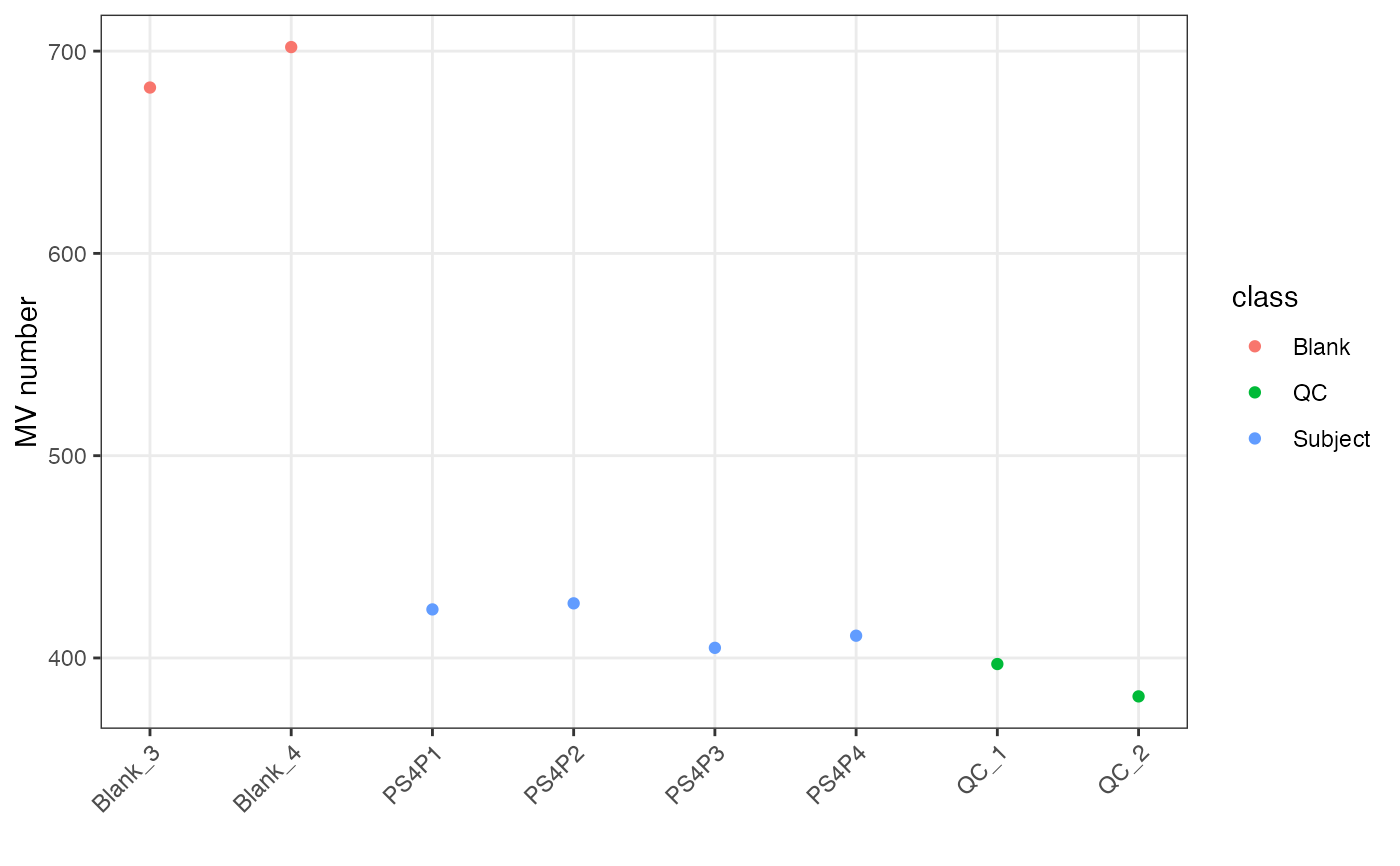 700
600
500
400
MV number
Blank_3
Blank_4
PS4P1
PS4P2
PS4P3
PS4P4
QC_1
QC_2
class
Blank
QC
Subject